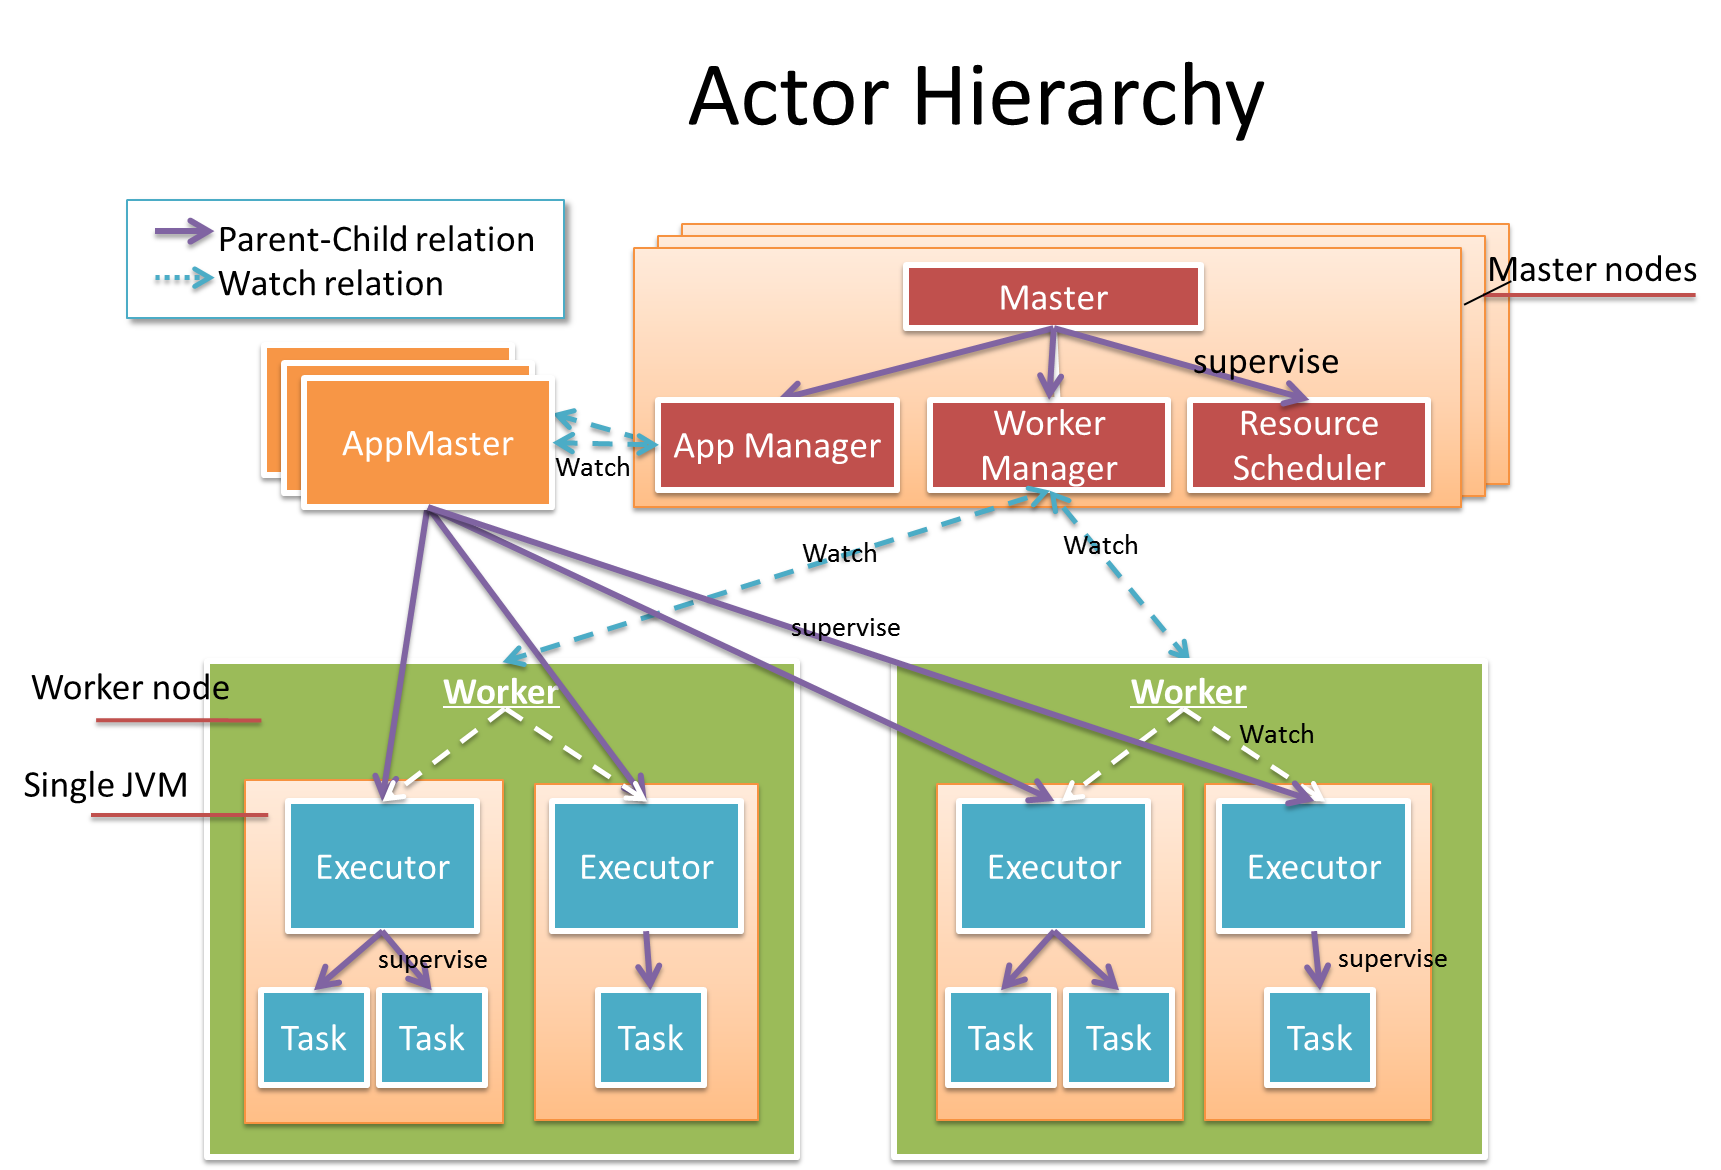 Actor Hierarchy
Parent-Child relation
Watch relation
Master nodes
Master
supervise
AppMaster
Watch
App Manager
Worker
Manager
Resource
Scheduler
Watch
Watch
supervise
Worker node
Worker
Worker
Watch
Single JVM
Executor
Executor
Executor
Executor
supervise
supervise
Task
Task
Task
Task
Task
Task